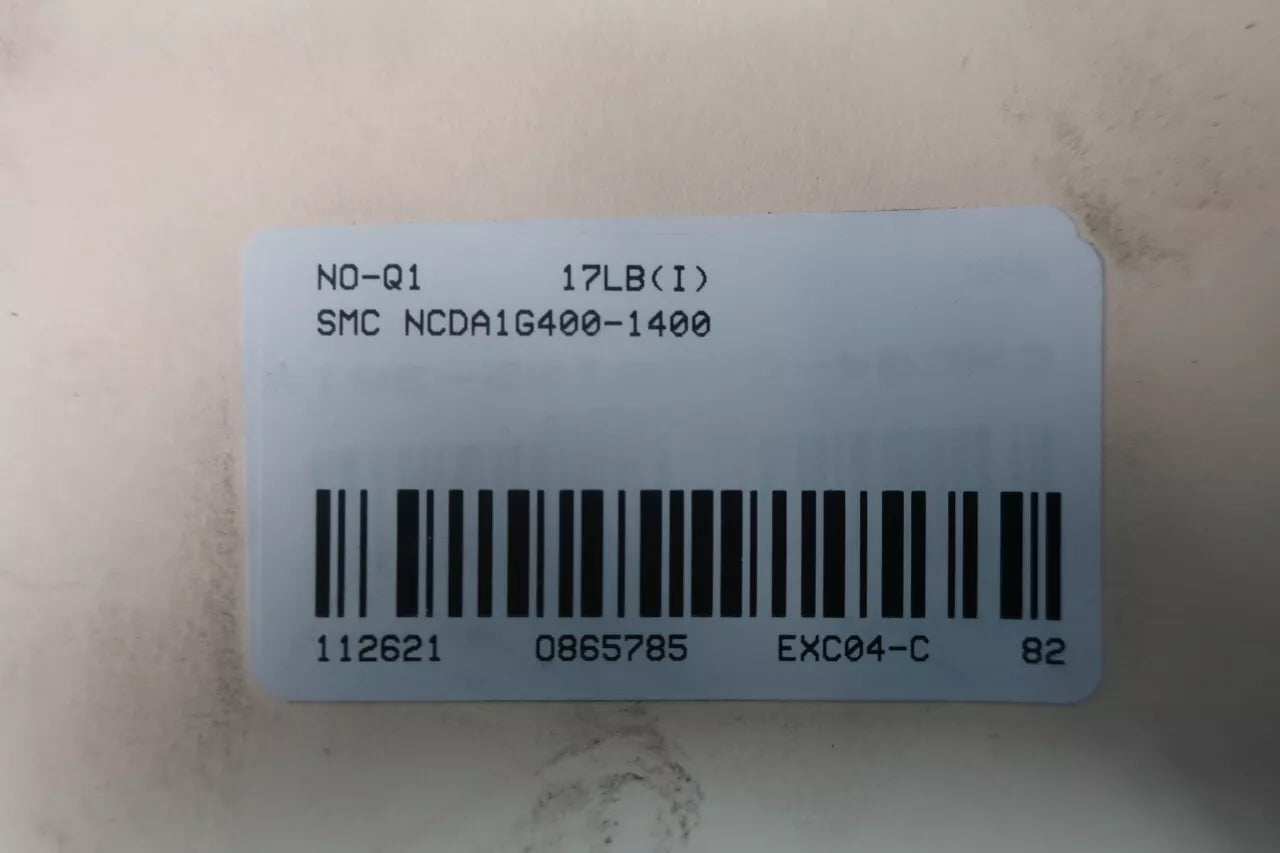 NO-Q1 17LB(I)
SMC NCDA1G400-1400
112621 0865785 EXC04-C 82